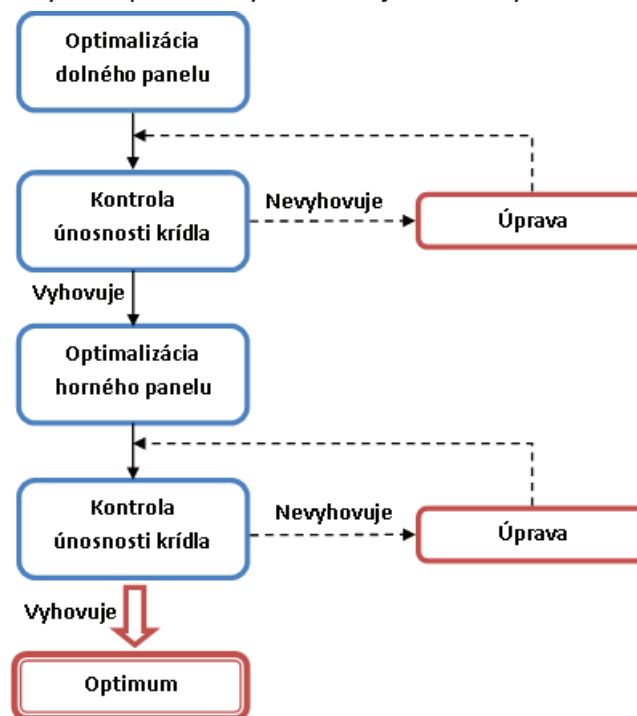 Optimalizácia
dolného panelu
Kontrola
únosnosti krídla
Nevyhovuje
Úprava
Vyhovuje
Optimalizácia
horného panelu
Kontrola
únosnosti krídla
Nevyhovuje
Úprava
Vyhovuje
Optimum